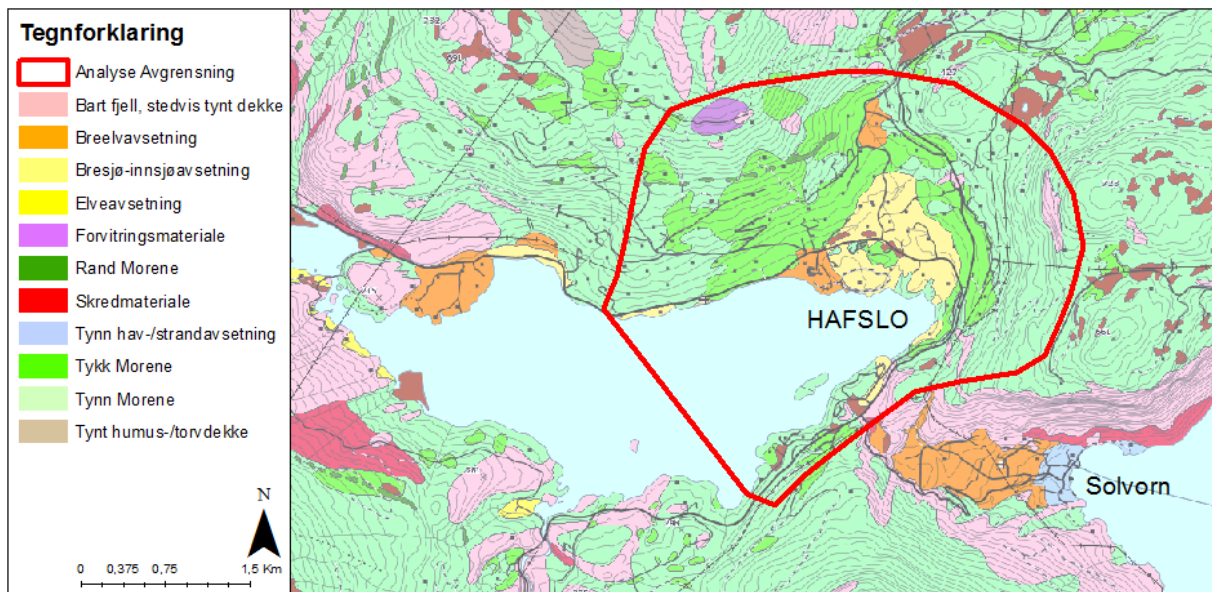 Tegnforklaring
Analyse Avgrensning
Bart fjell, stedvis tynt dekke
Breelvavsetning
Bresjø-innsjøavsetning
Elveavsetning
Forvitringsmateriale
Rand Morene
Skredmateriale
Tynn hav-/strandavsetning
Tykk Morene
Tynn Morene
Tynt humus-/torvdekke
N
0 0,375 0,75 1,5 Km
HAFSLO
Solvorn